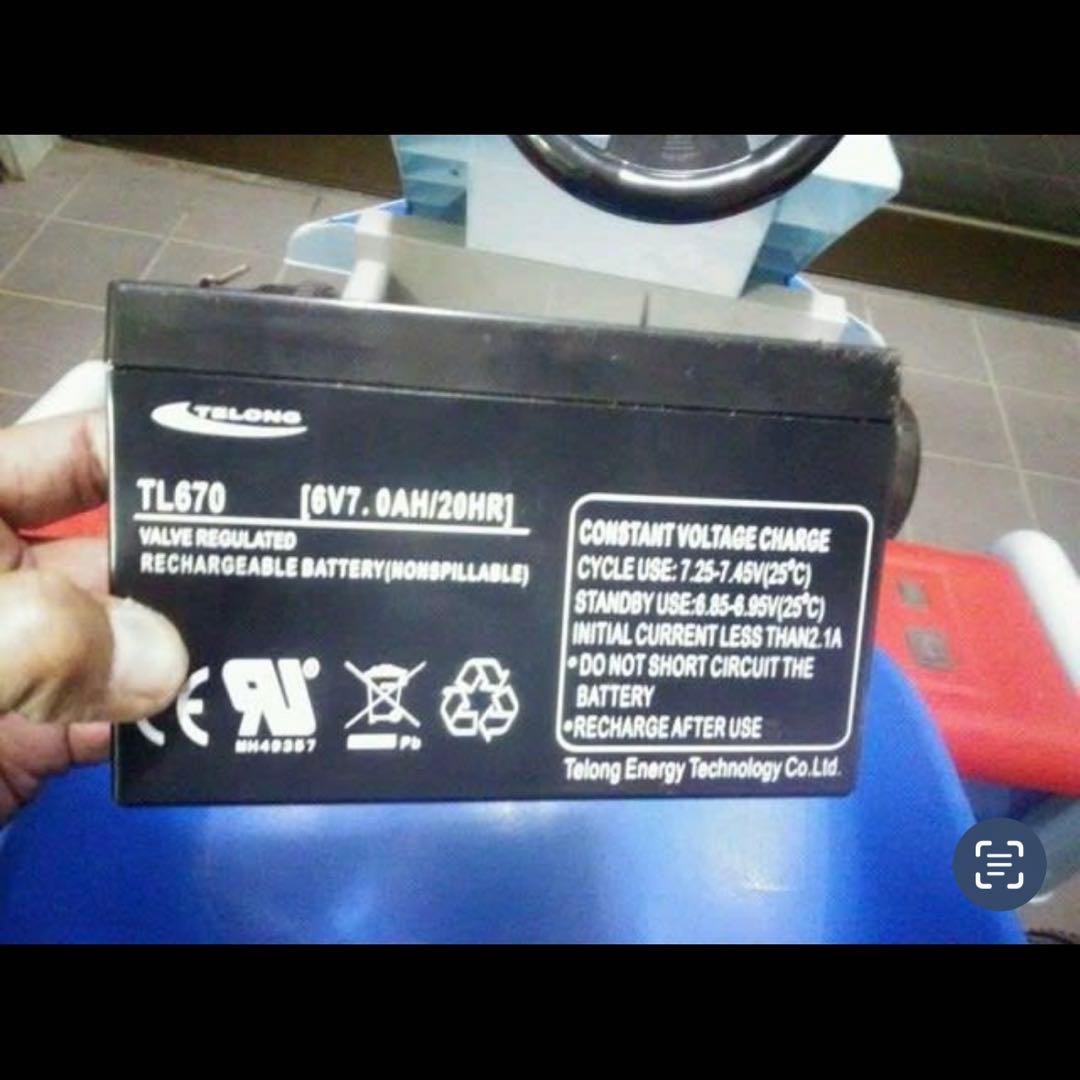 TELONG
TL670 [6V7.0AH/20HR]
VALVE REGULATED
RECHARGEABLE BATTERY(NONSPILLABLE)
CE
MH49357
Pb
CONSTANT VOLTAGE CHARGE
CYCLE USE: 7.25-7.45V(25°C)
STANDBY USE:6.85-6.95V(25°C)
INITIAL CURRENT LESS THAN2.1A
•DO NOT SHORT CIRCUIT THE
BATTERY
•RECHARGE AFTER USE
Telong Energy Technology Co.Ltd.